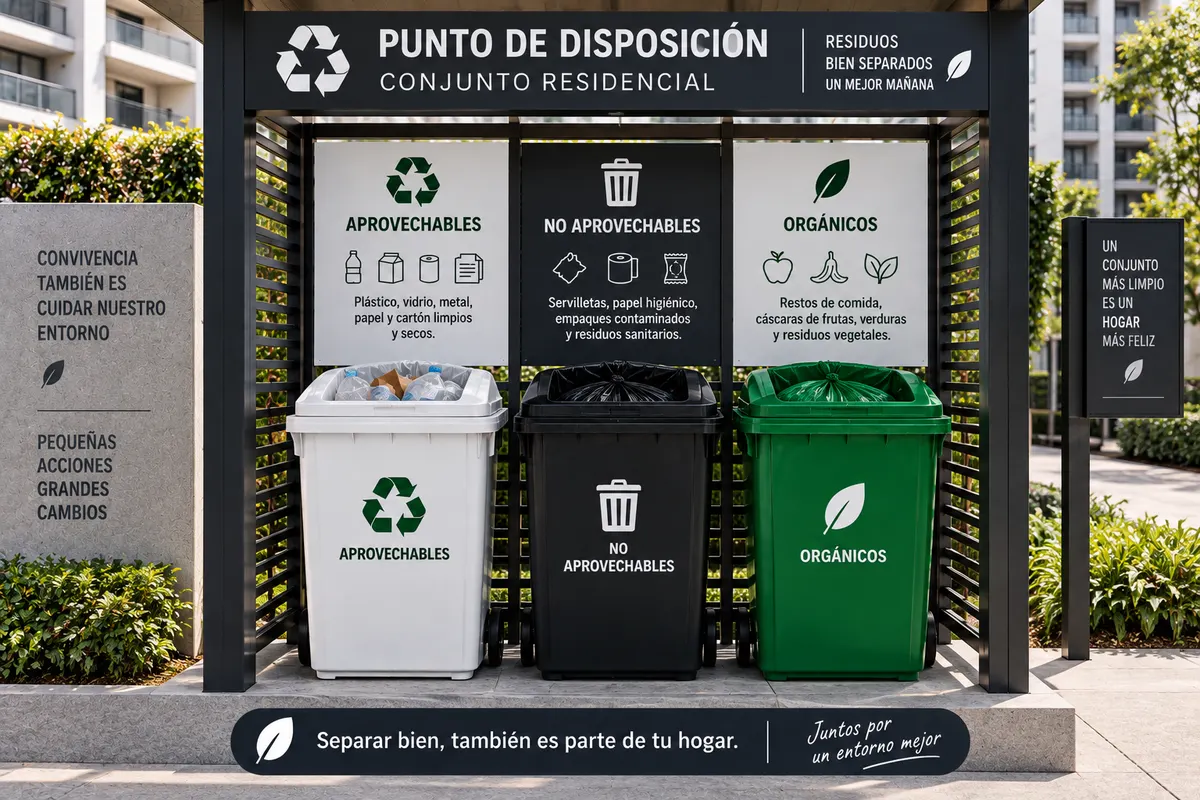 PUNTO DE DISPOSICIÓN
CONJUNTO RESIDENCIAL
RESIDUOS
BIEN SEPARADOS
UN MEJOR MAÑANA
CONVIVENCIA
TAMBIÉN ES
CUIDAR NUESTRO
ENTORNO
PEQUEÑAS
ACCIONES
GRANDES
CAMBIOS
APROVECHABLES
Plástico, vidrio, metal,
papel y cartón limpios
y secos.
NO APROVECHABLES
Servilletas, papel higiénico,
empaques contaminados
y residuos sanitarios.
ORGÁNICOS
Restos de comida,
cáscaras de frutas, verduras
y residuos vegetales.
UN
CONJUNTO
MÁS LIMPIO
ES UN
HOGAR
MÁS FELIZ
APROVECHABLES
NO
APROVECHABLES
ORGÁNICOS
Separar bien, también es parte de tu hogar.
Juntos por
un entorno mejor